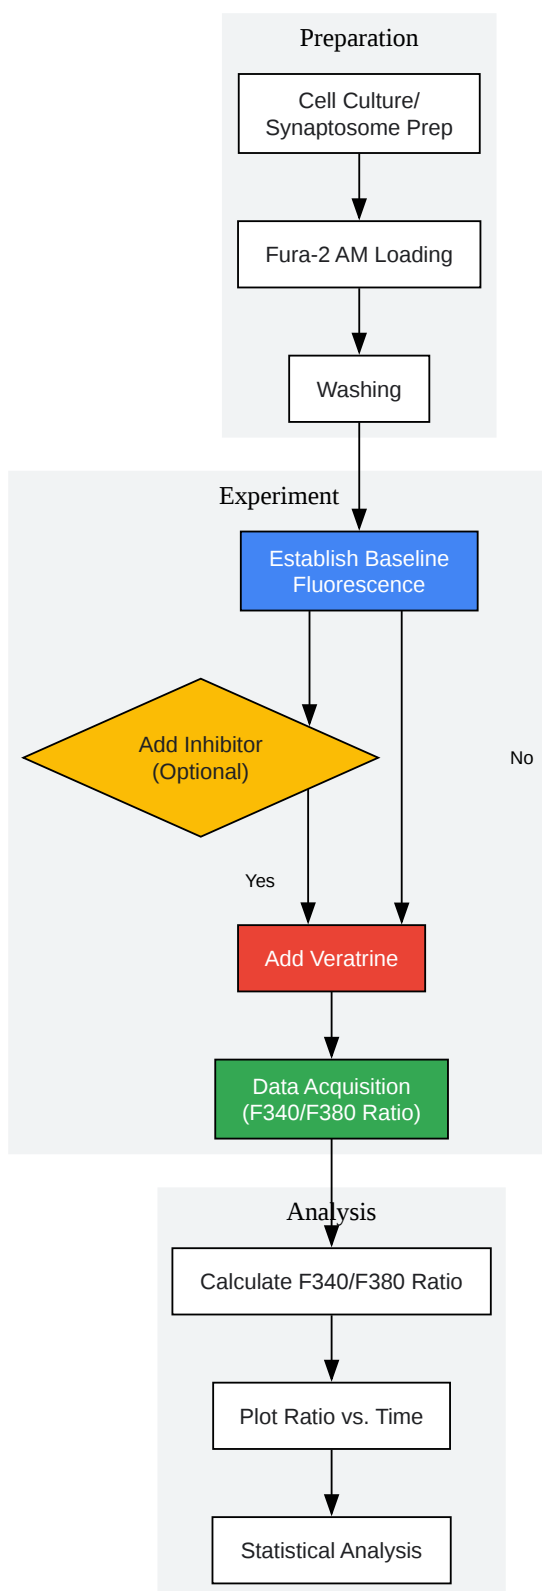 Preparation
Cell Culture/
Synaptosome Prep
Fura-2 AM Loading
Washing
Experiment
Establish Baseline
Fluorescence
Add Inhibitor
(Optional)
No
Yes
Add Veratrine
Data Acquisition
(F340/F380 Ratio)
Analysis
Calculate F340/F380 Ratio
Plot Ratio vs. Time
Statistical Analysis